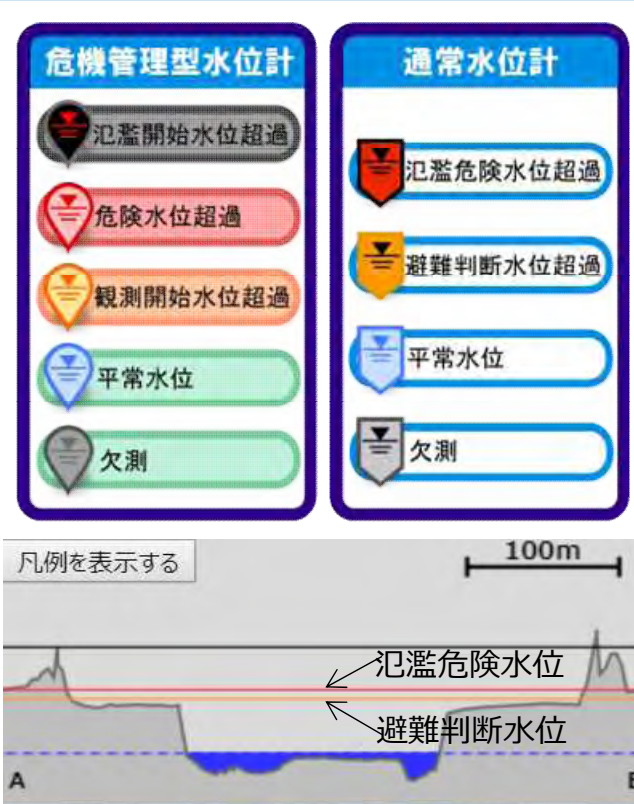 危機管理型水位計
氾濫開始水位超過
危険水位超過
観測開始水位超過
平常水位
欠測
通常水位計
氾濫危険水位超過
避難判断水位超過
平常水位
欠測
凡例を表示する
100m
氾濫危険水位
避難判断水位
A